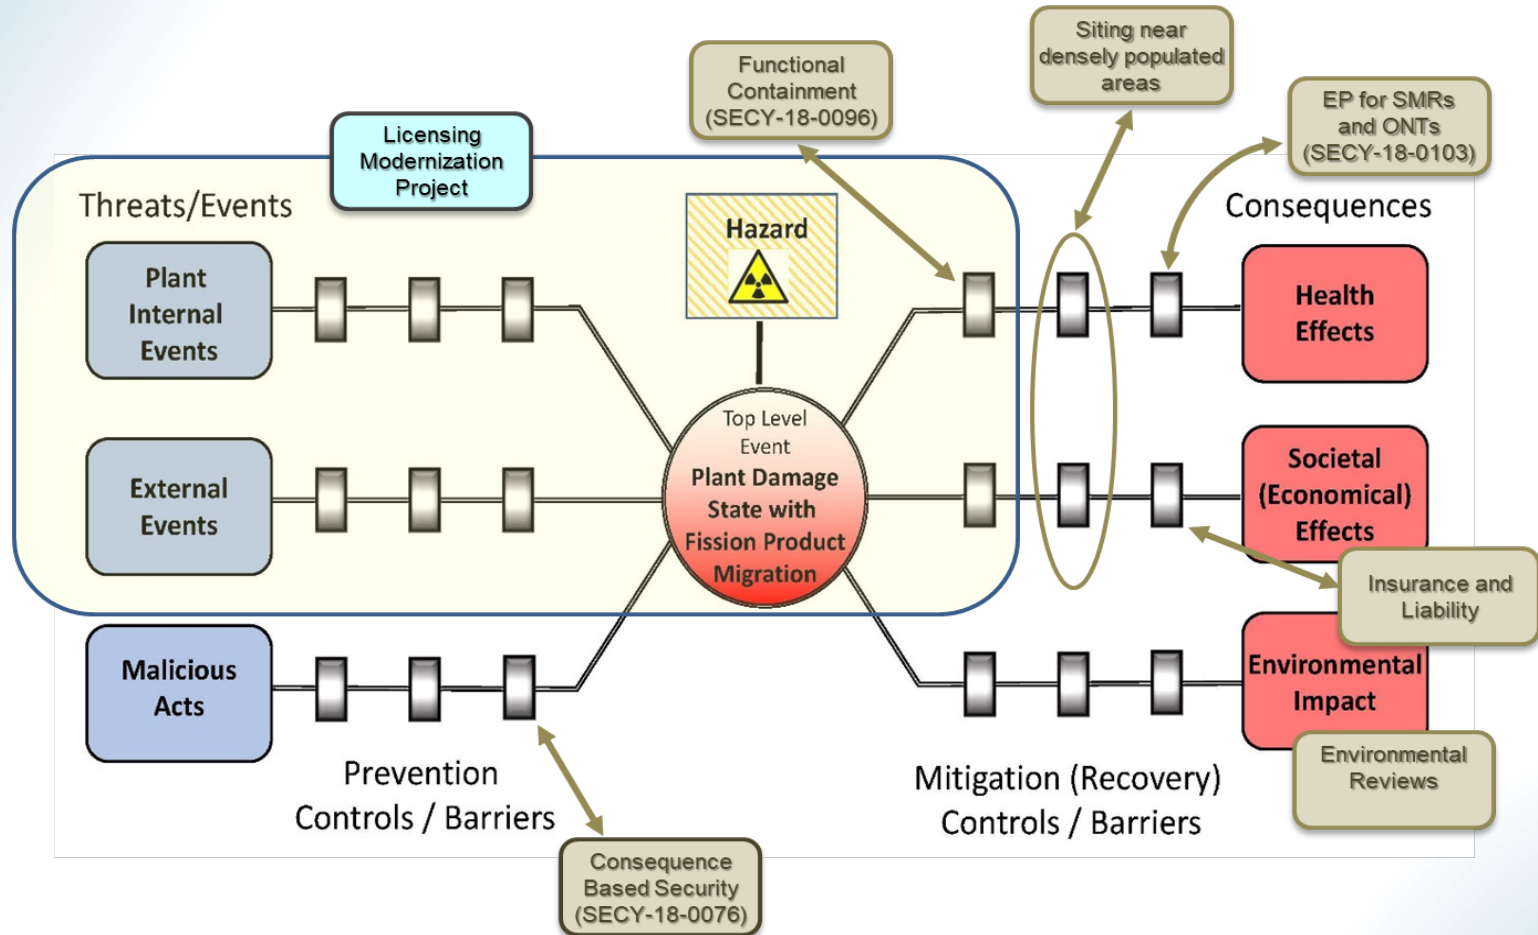 Siting near
densely populated
areas
Functional
Containment
(SECY-18-0096)
EP for SMRs
and ONTs
(SECY-18-0103)
Licensing
Modernization
Project
Threats/Events
Hazard
Consequences
Plant
Internal
Events
Health
Effects
Top Level
Event
Plant Damage
State with
Fission Product
Migration
External
Events
Societal
(Economical)
Effects
Insurance and
Liability
Malicious
Acts
Environmental
Impact
Environmental
Reviews
Prevention
Controls / Barriers
Mitigation (Recovery)
Controls / Barriers
Consequence
Based Security
(SECY-18-0076)